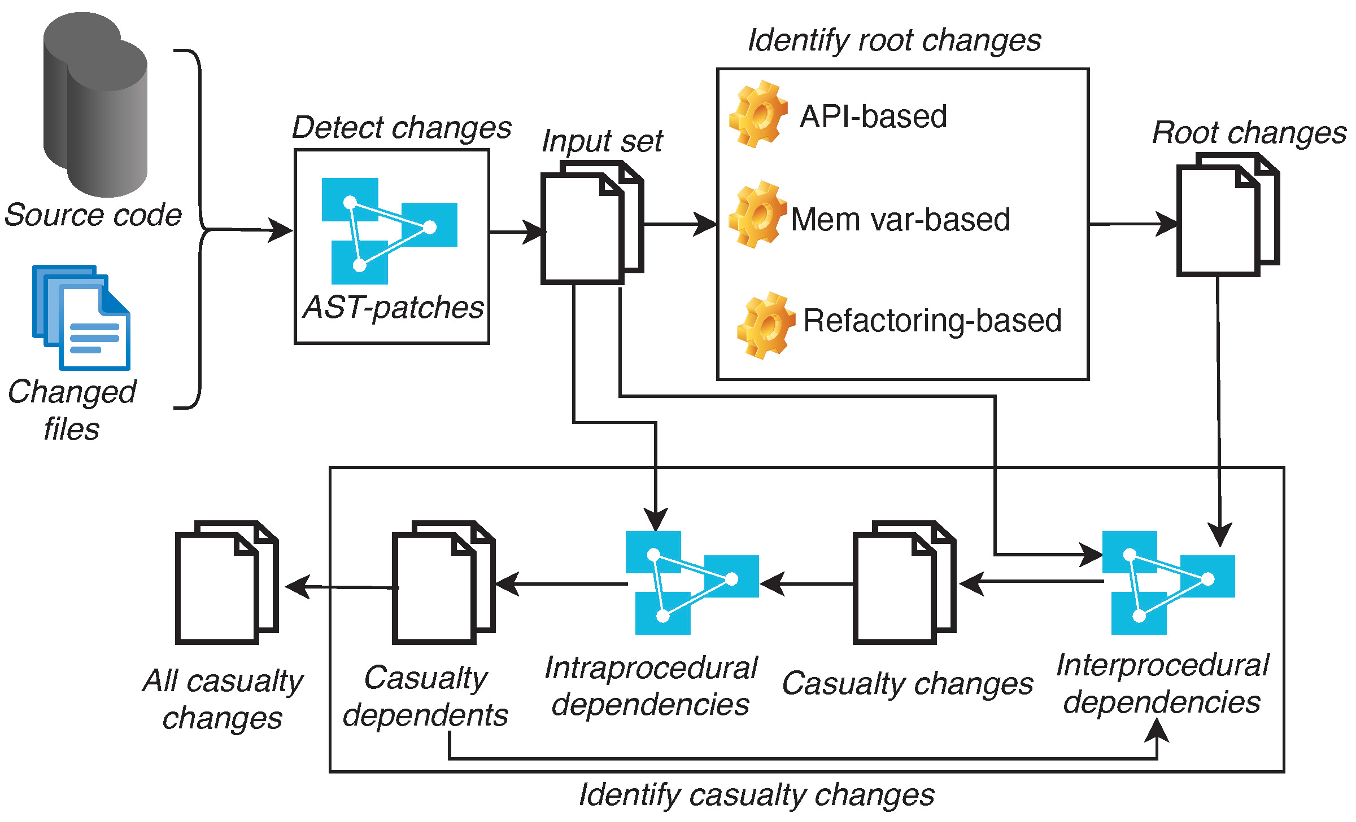 Identify root changes
Source code
Changed
files
Detect changes
AST-patches
Input set
API-based
Mem var-based
Refactoring-based
Root changes
All casualty
changes
Casualty
dependents
Intraprocedural
dependencies
Casualty changes
Interprocedural
dependencies
Identify casualty changes